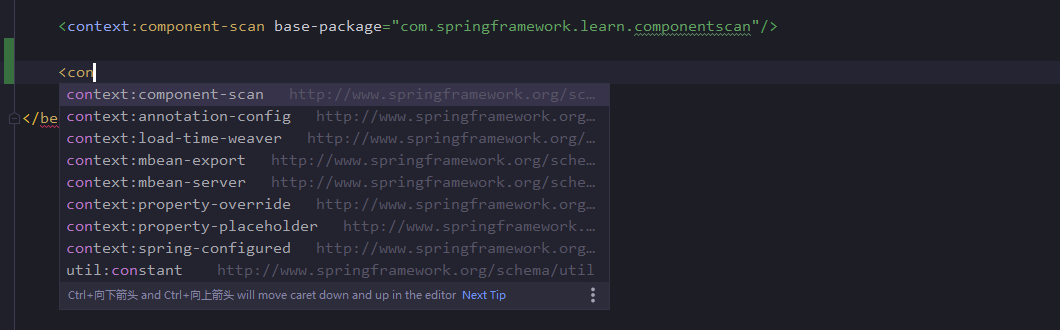 <context:component-scan base-package="com.springframework.learn.componentscan"/>
<con
context:component-scan http://www.springframework.org/sc…
context:annotation-config http://www.springframework.org…
</be
context:load-time-weaver http://www.springframework.org/…
context:mbean-export http://www.springframework.org/sche…
context:mbean-server http://www.springframework.org/sche…
context:property-override http://www.springframework.org…
context:property-placeholder http://www.springframework.…
context:spring-configured http://www.springframework.org…
util:constant http://www.springframework.org/schema/util
Ctrl+向下箭头 and Ctrl+向上箭头 will move caret down and up in the editor Next Tip